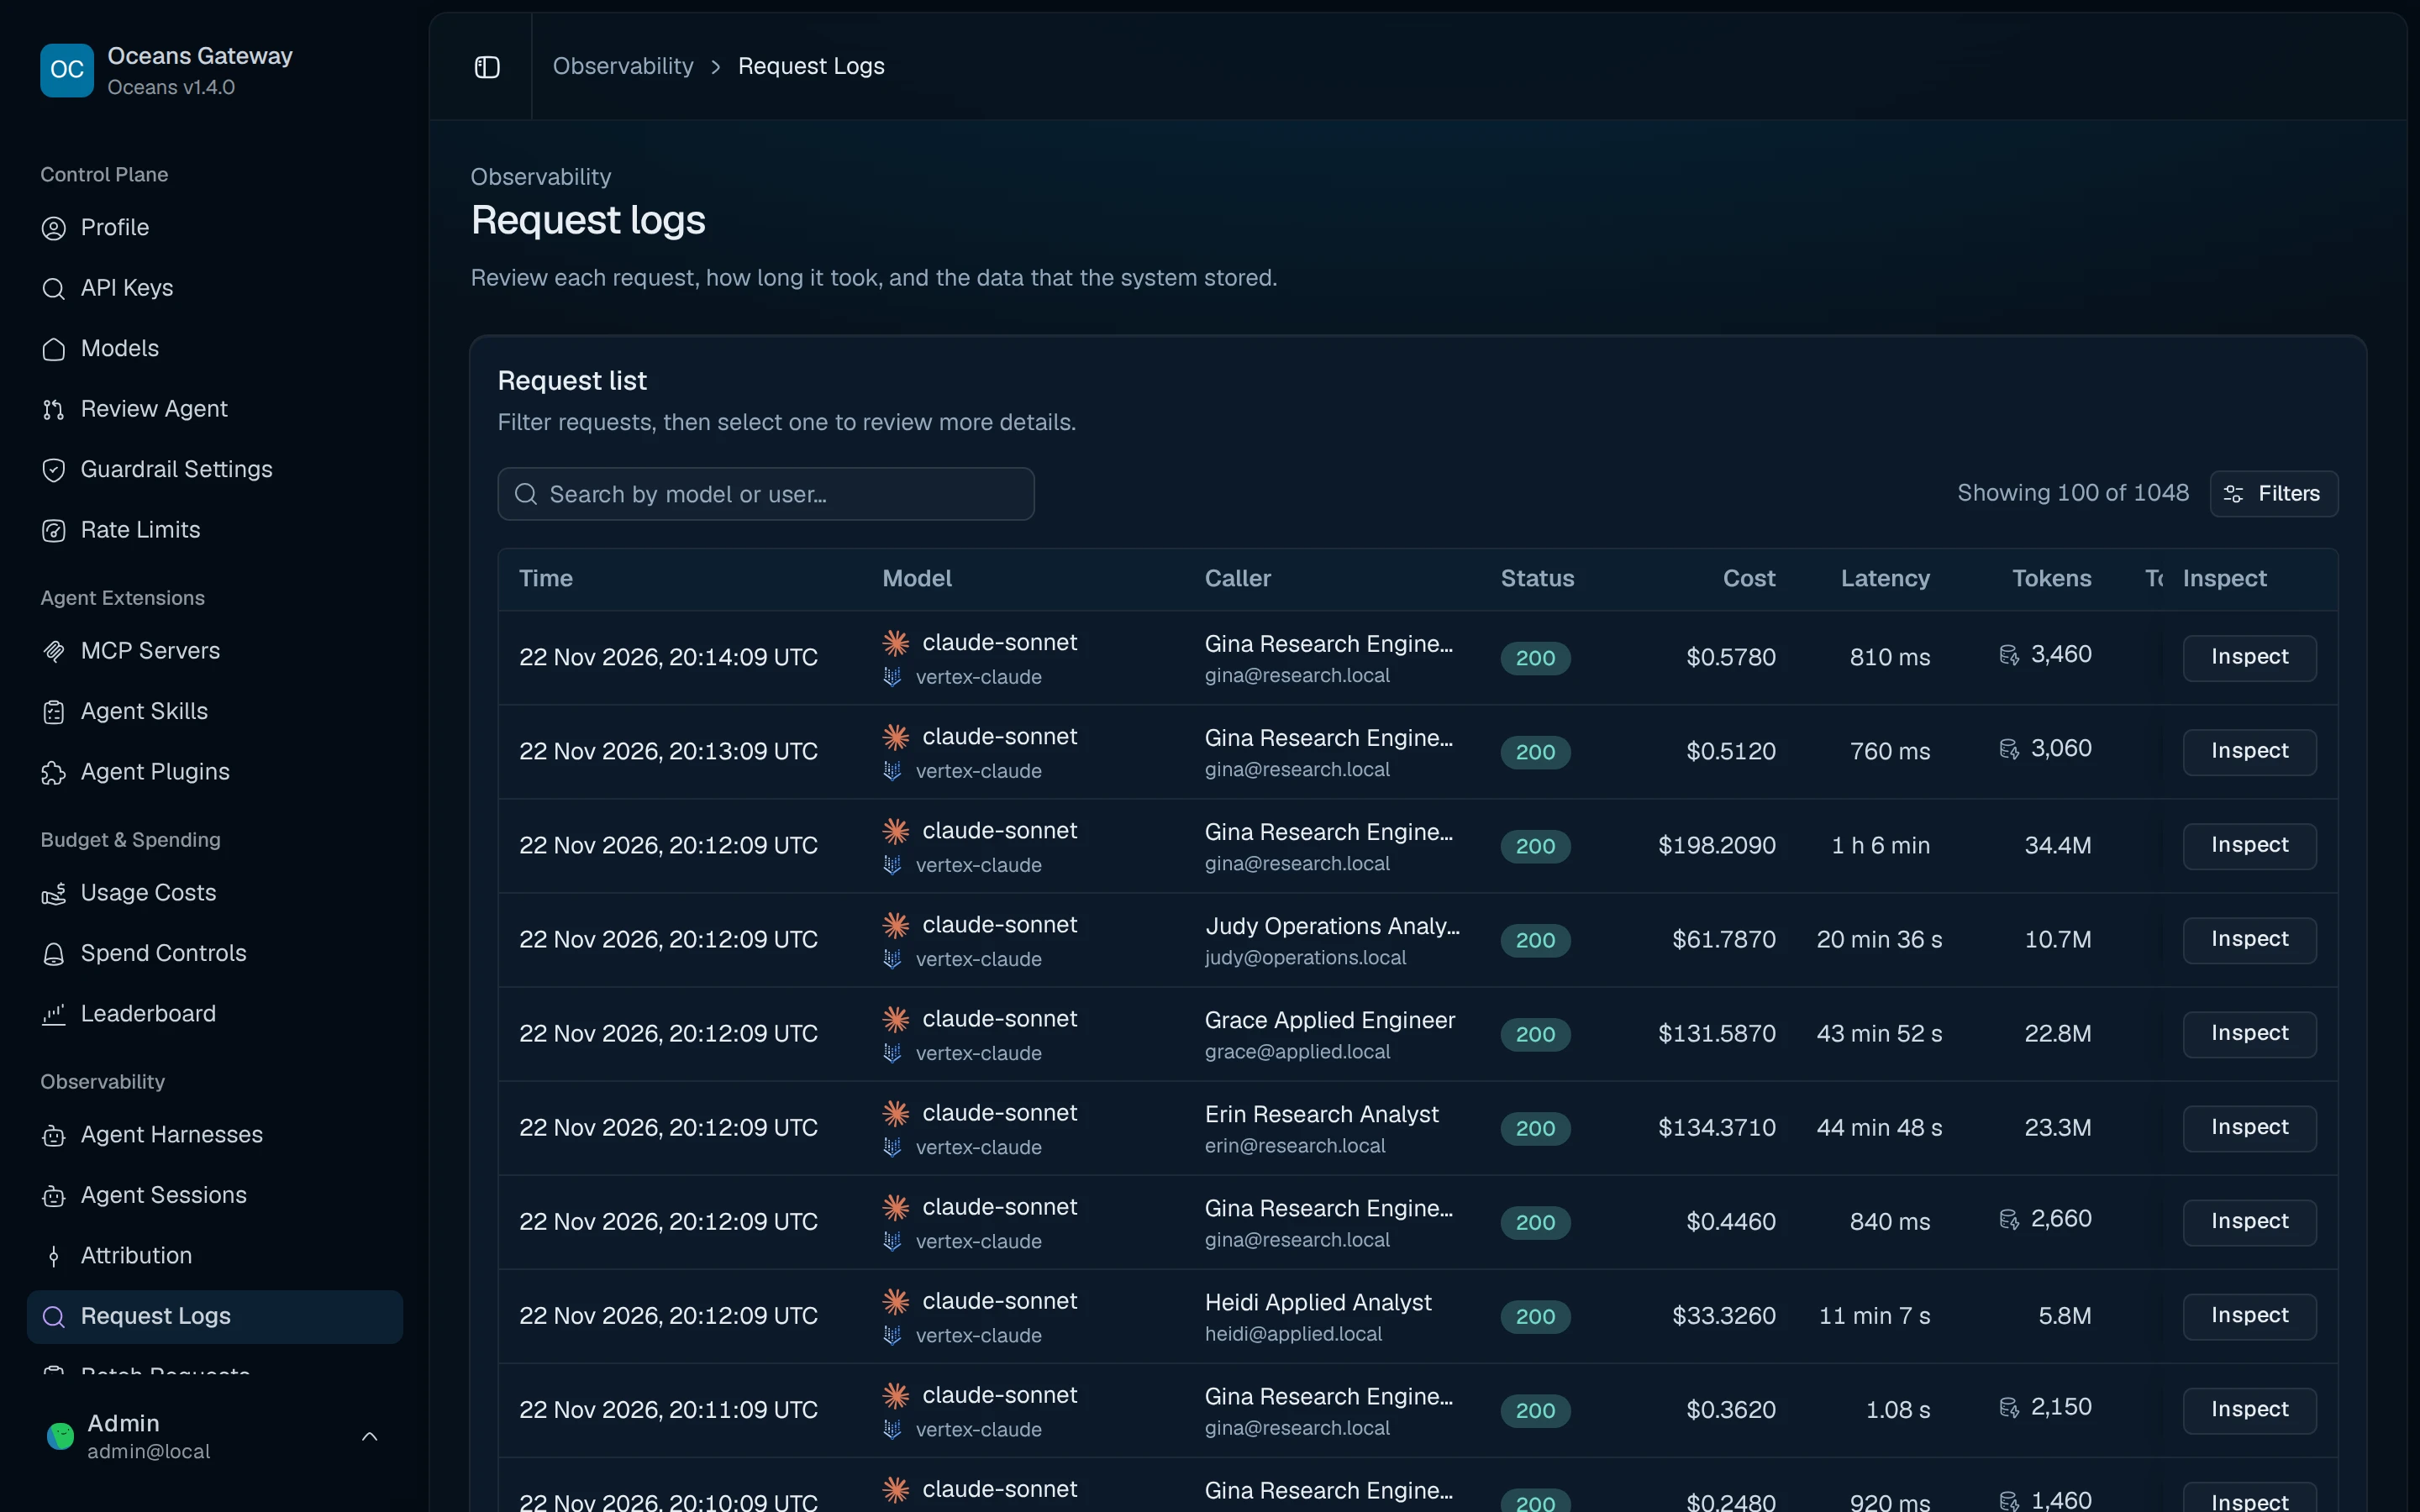 OC
Oceans Gateway
Oceans v1.4.0
Control Plane
Profile
API Keys
Models
Review Agent
Guardrail Settings
Rate Limits
Agent Extensions
MCP Servers
Agent Skills
Agent Plugins
Budget & Spending
Usage Costs
Spend Controls
Leaderboard
Observability
Agent Harnesses
Agent Sessions
Attribution
Request Logs
Batch Requests
Admin
admin@local
Observability > Request Logs
Observability
Request logs
Review each request, how long it took, and the data that the system stored.
Request list
Filter requests, then select one to review more details.
Search by model or user...
Showing 100 of 1048
Filters
Time Model Caller Status Cost Latency Tokens Inspect
22 Nov 2026, 20:14:09 UTC claude-sonnet Gina Research Engine... 200 $0.5780 810 ms 3,460 Inspect
vertex-claude gina@research.local
22 Nov 2026, 20:13:09 UTC claude-sonnet Gina Research Engine... 200 $0.5120 760 ms 3,060 Inspect
vertex-claude gina@research.local
22 Nov 2026, 20:12:09 UTC claude-sonnet Gina Research Engine... 200 $198.2090 1 h 6 min 34.4M Inspect
vertex-claude gina@research.local
22 Nov 2026, 20:12:09 UTC claude-sonnet Judy Operations Analy... 200 $61.7870 20 min 36 s 10.7M Inspect
vertex-claude judy@operations.local
22 Nov 2026, 20:12:09 UTC claude-sonnet Grace Applied Engineer 200 $131.5870 43 min 52 s 22.8M Inspect
vertex-claude grace@applied.local
22 Nov 2026, 20:12:09 UTC claude-sonnet Erin Research Analyst 200 $134.3710 44 min 48 s 23.3M Inspect
vertex-claude erin@research.local
22 Nov 2026, 20:12:09 UTC claude-sonnet Gina Research Engine... 200 $0.4460 840 ms 2,660 Inspect
vertex-claude gina@research.local
22 Nov 2026, 20:12:09 UTC claude-sonnet Heidi Applied Analyst 200 $33.3260 11 min 7 s 5.8M Inspect
vertex-claude heidi@applied.local
22 Nov 2026, 20:11:09 UTC claude-sonnet Gina Research Engine... 200 $0.3620 1.08 s 2,150 Inspect
vertex-claude gina@research.local
22 Nov 2026, 20:10:09 UTC claude-sonnet Gina Research Engine... 200 $0.2480 920 ms 1,460 Inspect